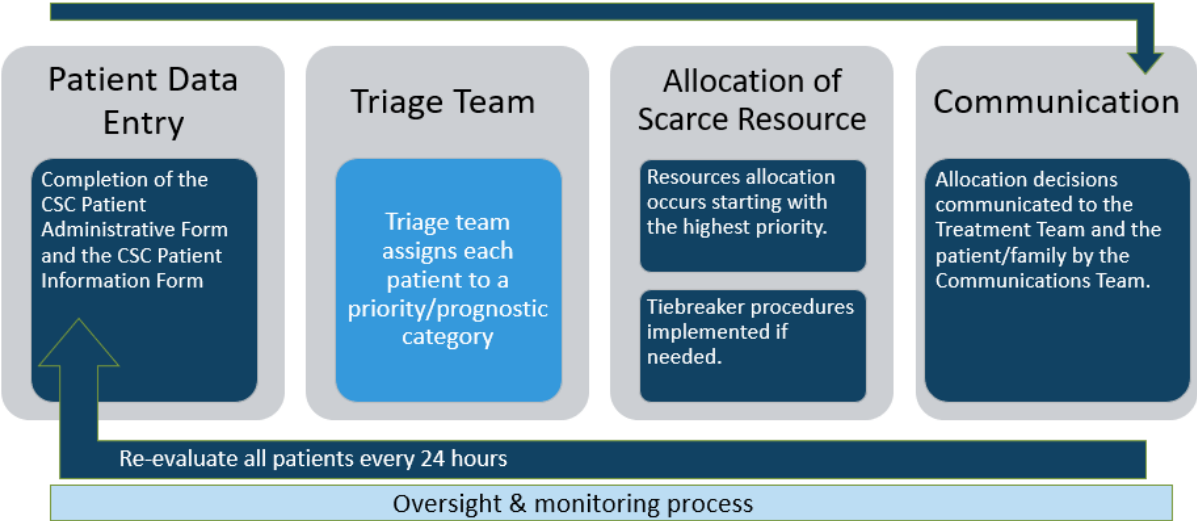 Patient Data
Entry
Completion of the
CSC Patient
Administrative Form
and the CSC Patient
Information Form
Triage Team
Triage team
assigns each
patient to a
priority/prognostic
category
Allocation of
Scarce Resource
Resources allocation
occurs starting with
the highest priority.
Tiebreaker procedures
implemented if
needed.
Communication
Allocation decisions
communicated to the
Treatment Team and the
patient/family by the
Communications Team.
Re-evaluate all patients every 24 hours
Oversight & monitoring process